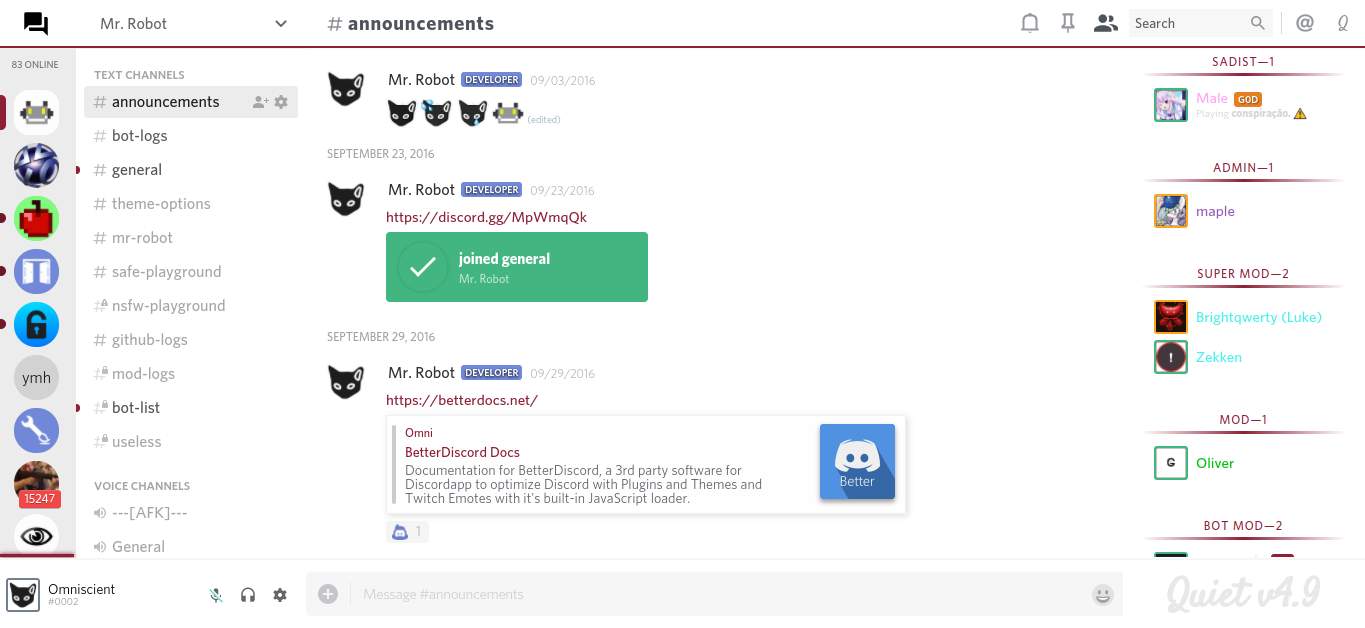 Mr. Robot
# announcements
Search
@
83 ONLINE
ymh
15247
TEXT CHANNELS
# announcements
# bot-logs
# general
# theme-options
# mr-robot
# safe-playground
# nsfw-playground
# github-logs
# mod-logs
# bot-list
# useless
VOICE CHANNELS
---[AFK]---
General
Mr. Robot DEVELOPER 09/03/2016
(edited)
SEPTEMBER 23, 2016
Mr. Robot DEVELOPER 09/23/2016
https://discord.gg/MpWmqQk
joined general
Mr. Robot
SEPTEMBER 29, 2016
Mr. Robot DEVELOPER 09/29/2016
https://betterdocs.net/
Omni
BetterDiscord Docs
Documentation for BetterDiscord, a 3rd party software for
Discordapp to optimize Discord with Plugins and Themes and
Twitch Emotes with it's built-in JavaScript loader.
Better
1
SADIST—1
Male GOD
Playing conspiração.
ADMIN—1
maple
SUPER MOD—2
Brightqwerty (Luke)
Zekken
MOD—1
G
Oliver
BOT MOD—2
Omniscient
#0002
Message #announcements
Quiet v4.9